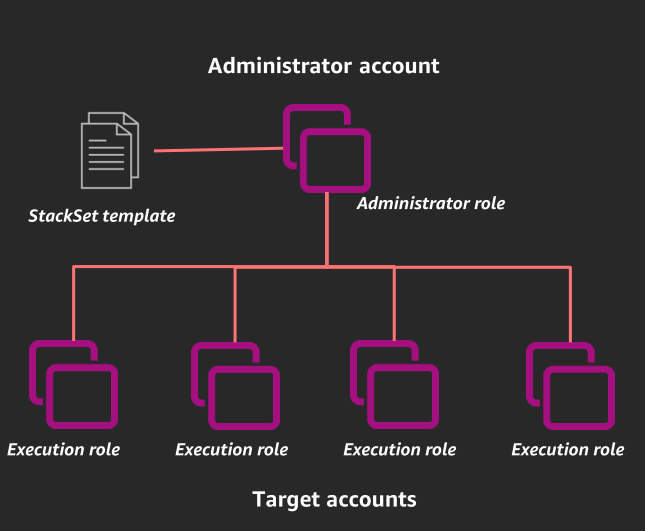 Administrator account
StackSet template
Administrator role
Execution role
Execution role
Execution role
Execution role
Target accounts